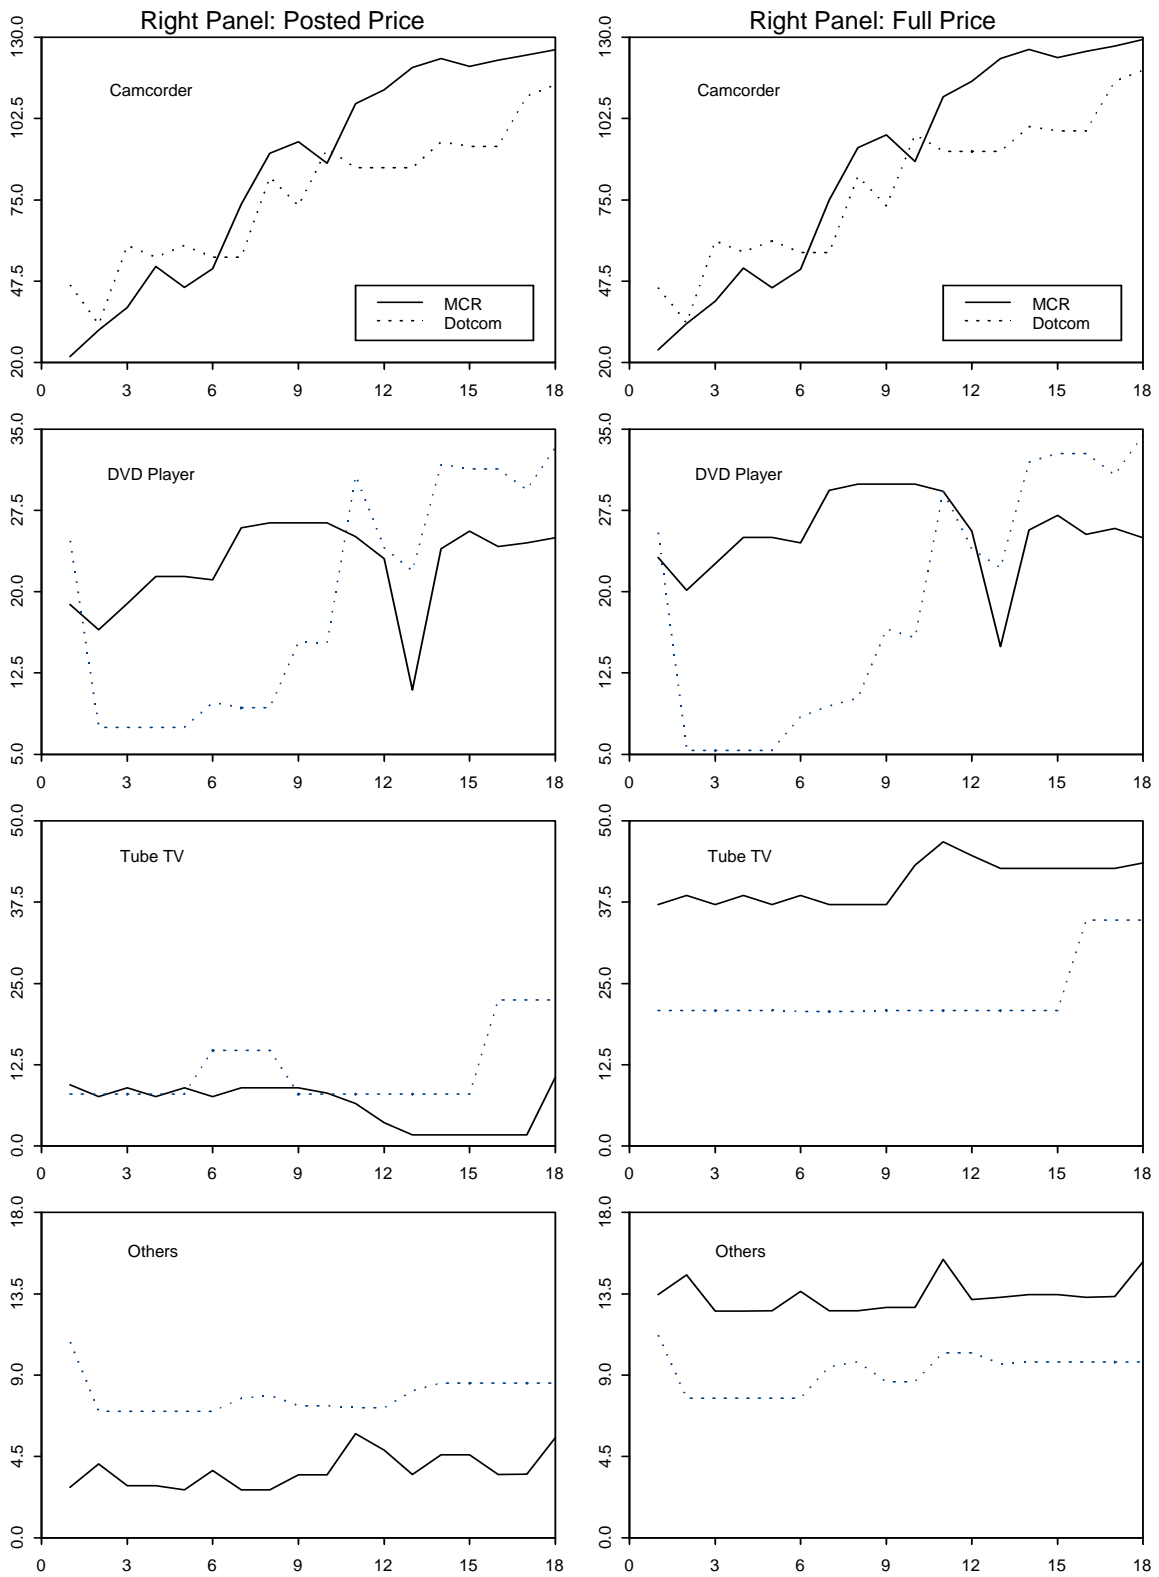 Right Panel: Posted Price
Right Panel: Full Price
130.0
102.5
75.0
47.5
20.0
Camcorder
MCR
Dotcom
0 3 6 9 12 15 18
130.0
102.5
75.0
47.5
20.0
Camcorder
MCR
Dotcom
0 3 6 9 12 15 18
35.0
27.5
20.0
12.5
5.0
DVD Player
0 3 6 9 12 15 18
35.0
27.5
20.0
12.5
5.0
DVD Player
0 3 6 9 12 15 18
50.0
37.5
25.0
12.5
0.0
Tube TV
0 3 6 9 12 15 18
50.0
37.5
25.0
12.5
0.0
Tube TV
0 3 6 9 12 15 18
18.0
13.5
9.0
4.5
0.0
Others
0 3 6 9 12 15 18
18.0
13.5
9.0
4.5
0.0
Others
0 3 6 9 12 15 18